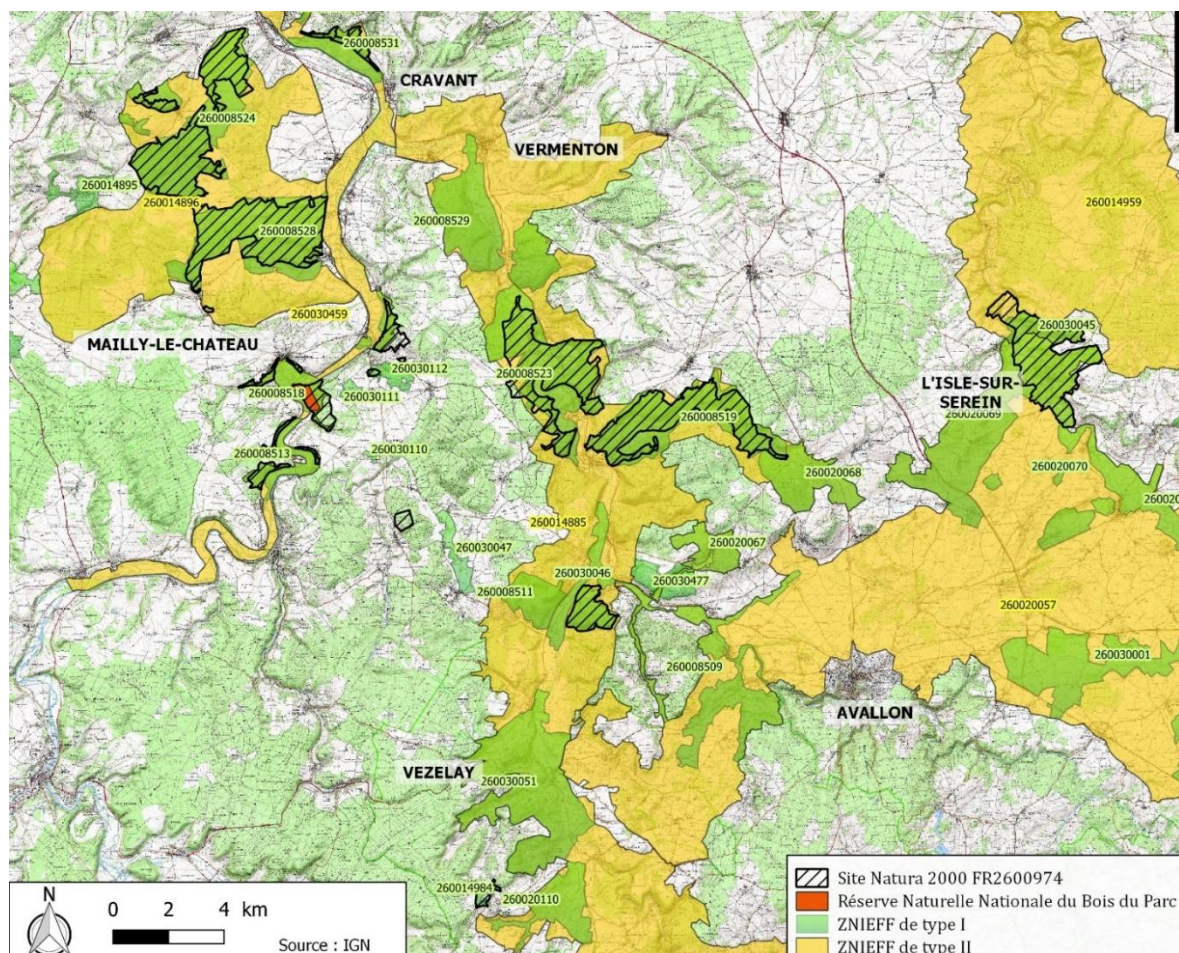 260008531
CRAVANT
260008524
VERMENTON
260014895
260014896
260008529
260014959
260008528
260030459
260030045
MAILLY-LE-CHATEAU
260030112
260008523
L'ISLE-SUR-
SEREIN
260008518
260030111
260008519
260020069
260008513
260030110
260020068
260020070
260020
260014885
260020067
260030047
260030046
260030477
260008511
260020057
260008509
260030001
AVALLON
VEZELAY
260030051
260014984
260020110
N
0 2 4 km
Source : IGN
Site Natura 2000 FR2600974
Réserve Naturelle Nationale du Bois du Parc
ZNIEFF de type I
ZNIEFF de type II